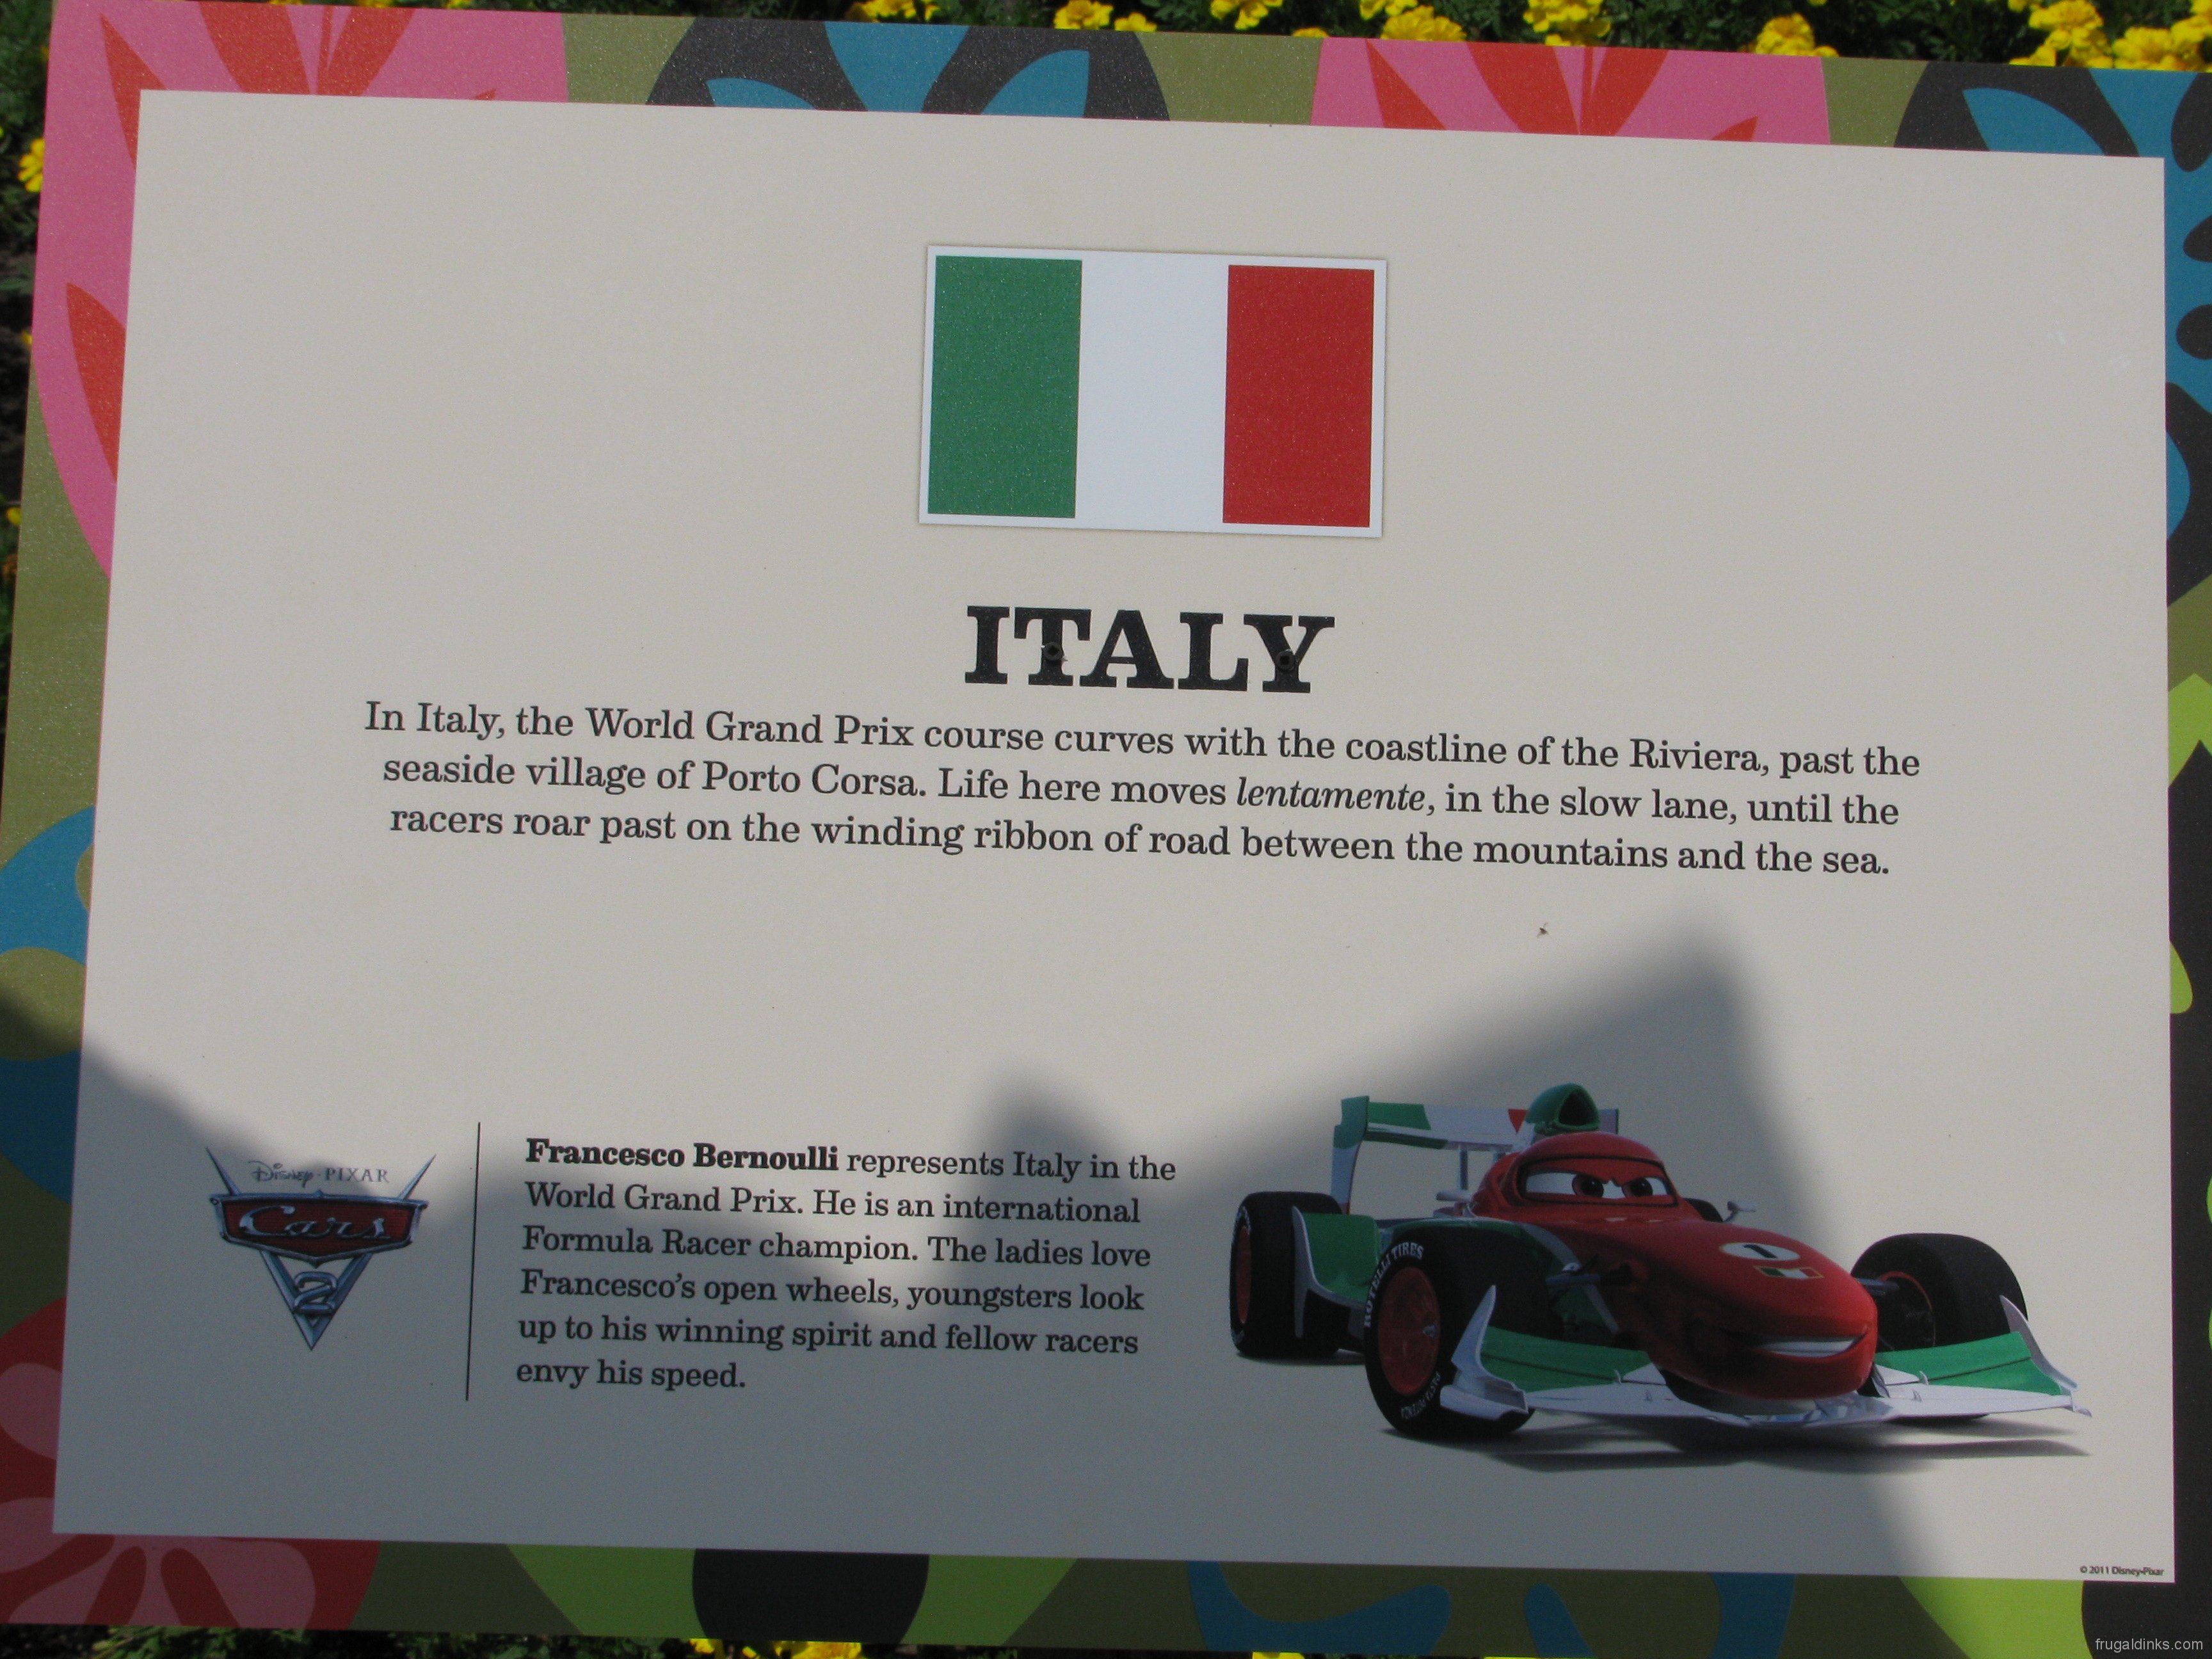 ITALY
In Italy, the World Grand Prix course curves with the coastline of the Riviera, past the
seaside village of Porto Corsa. Life here moves lentamente, in the slow lane, until the
racers roar past on the winding ribbon of road between the mountains and the sea.
Disney·PIXAR
Cars
2
Francesco Bernoulli represents Italy in the
World Grand Prix. He is an international
Formula Racer champion. The ladies love
Francesco's open wheels, youngsters look
up to his winning spirit and fellow racers
envy his speed.
1
TIRES
© 2011 Disney•Pixar
frugaldinks.com